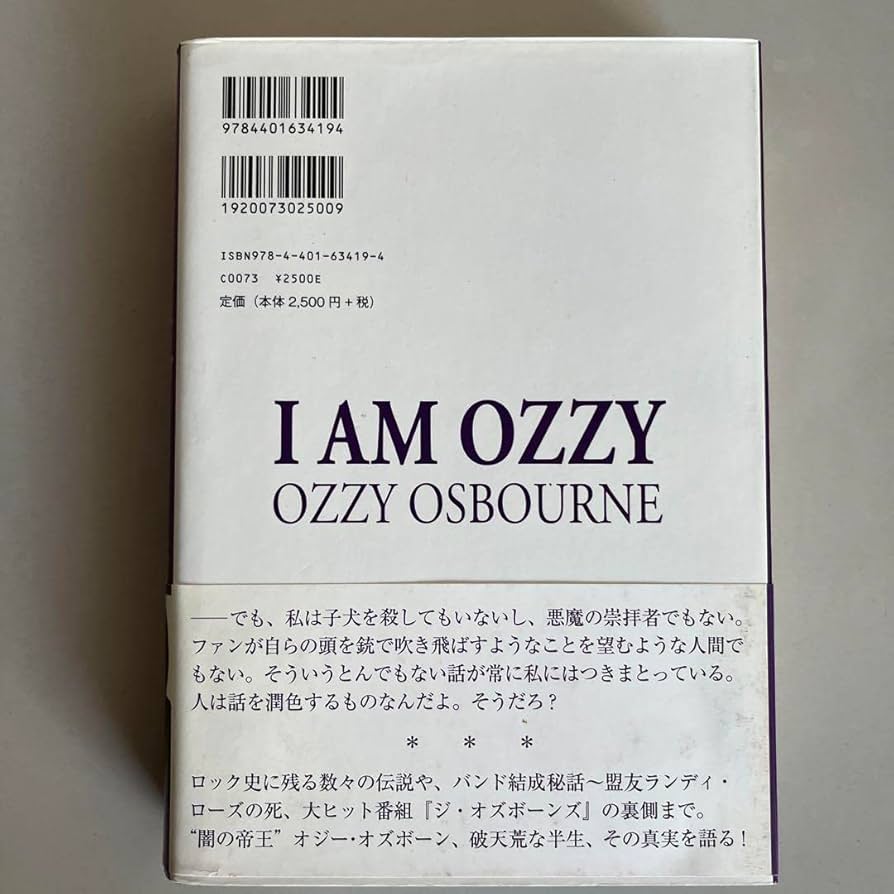 9784401634194
1920073025009
ISBN978-4-401-63419-4
C0073 ¥2500E
定価（本体2,500円+税）
I AM OZZY
OZZY OSBOURNE
――でも、私は子犬を殺してもいないし、悪魔の崇拝者でもない。
ファンが自らの頭を銃で吹き飛ばすようなことを望むような人間で
もない。そういうとんでもない話が常に私にはつきまとっている。
人は話を潤色するものなんだよ。そうだろ？
＊　＊　＊
ロック史に残る数々の伝説や、バンド結成秘話〜盟友ランディ・
ローズの死、大ヒット番組『ジ・オズボーンズ』の裏側まで。
“闇の帝王”オジー・オズボーン、破天荒な半生、その真実を語る！